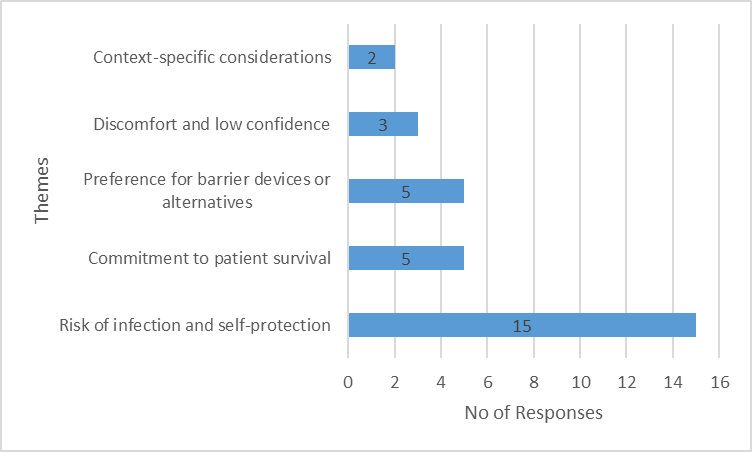 Themes
Context-specific considerations
2
Discomfort and low confidence
3
Preference for barrier devices or
alternatives
5
Commitment to patient survival
5
Risk of infection and self-protection
15
0 2 4 6 8 10 12 14 16
No of Responses